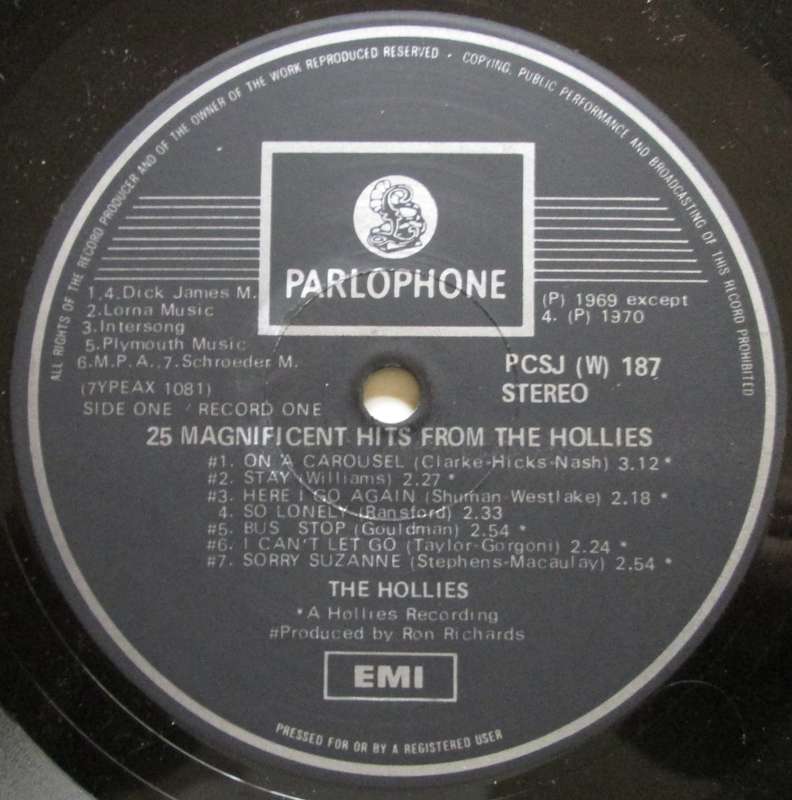 ALL RIGHTS OF THE RECORD PRODUCER AND OF THE OWNER OF THE WORK REPRODUCED RESERVED · COPYING, PUBLIC PERFORMANCE AND BROADCASTING OF THIS RECORD PROHIBITED
PARLOPHONE
1,4. Dick James M.
2. Lorna Music
3. Intersong
5. Plymouth Music
6. M.P.A., 7. Schroeder M.
(7YPEAX 1081)
SIDE ONE / RECORD ONE
(P) 1969 except
4. (P) 1970
PCSJ (W) 187
STEREO
25 MAGNIFICENT HITS FROM THE HOLLIES
#1. ON A CAROUSEL (Clarke-Hicks-Nash) 3.12 *
#2. STAY (Williams) 2.27 *
#3. HERE I GO AGAIN (Shuman-Westlake) 2.18 *
4. SO LONELY (Ransford) 2.33
#5. BUS STOP (Gouldman) 2.54 *
#6. I CAN'T LET GO (Taylor-Gorgoni) 2.24 *
#7. SORRY SUZANNE (Stephens-Macaulay) 2.54 *
THE HOLLIES
*A Hollies Recording
#Produced by Ron Richards
EMI
PRESSED FOR OR BY A REGISTERED USER